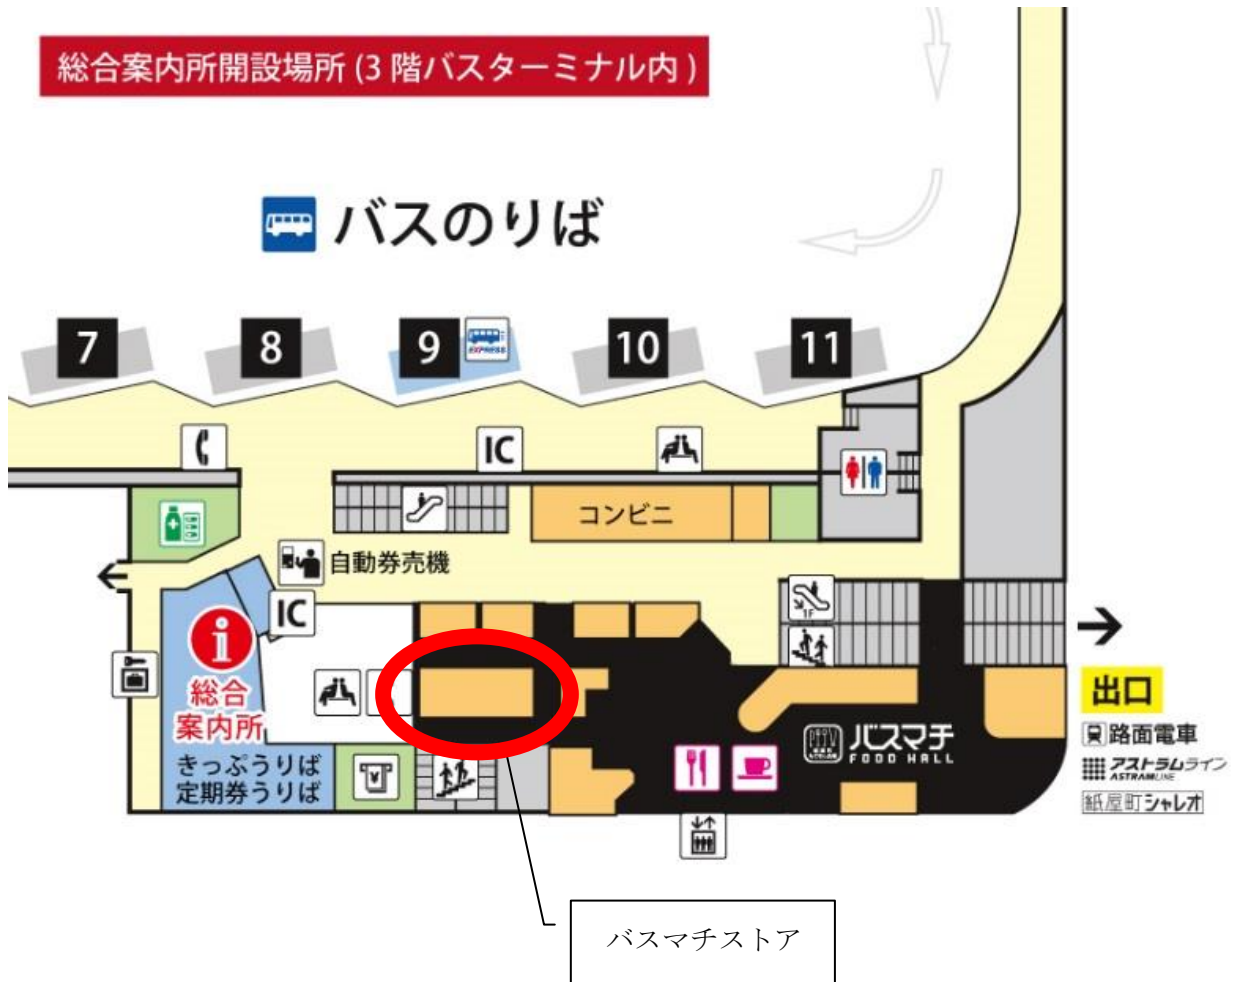 総合案内所開設場所 (3 階バスターミナル内 )
バスのりば
7
8
9
EXPRESS
10
11
IC
コンビニ
自動券売機
IC
1F
総合
案内所
きっぷうりば
定期券うりば
¥
バスマチ
FOOD HALL
出口
路面電車
アストラムライン
ASTRAMLINE
紙屋町シャレオ
バスマチストア